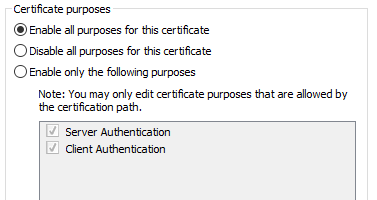 Certificate purposes
Enable all purposes for this certificate
Disable all purposes for this certificate
Enable only the following purposes
Note: You may only edit certificate purposes that are allowed by
the certification path.
Server Authentication
Client Authentication